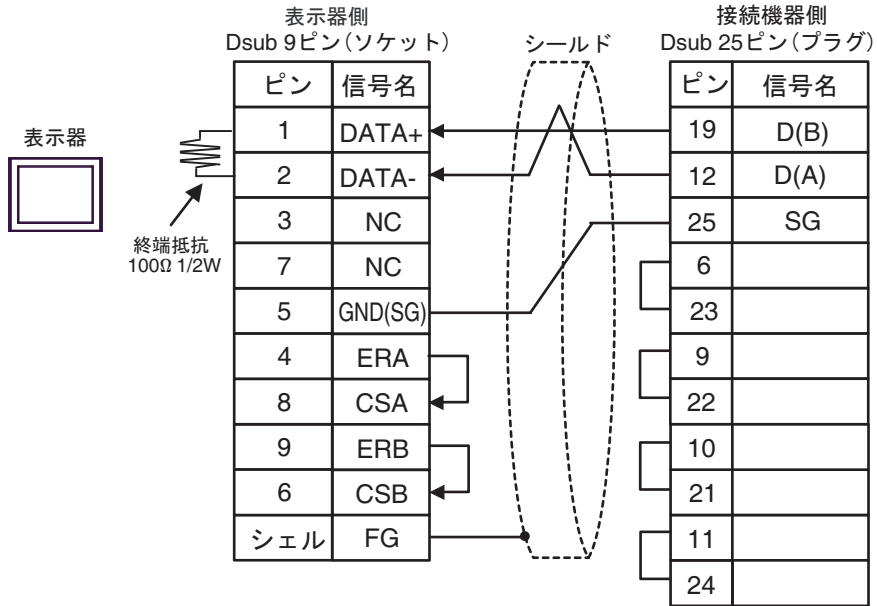 表示器側
Dsub 9ピン(ソケット)
シールド
接続機器側
Dsub 25ピン(プラグ)
ピン 信号名
ピン 信号名
1 DATA+
19 D(B)
2 DATA-
12 D(A)
3 NC
25 SG
7 NC
6
5 GND(SG)
23
4 ERA
9
8 CSA
22
9 ERB
10
6 CSB
21
シェル FG
11
24
表示器
終端抵抗
100Ω 1/2W